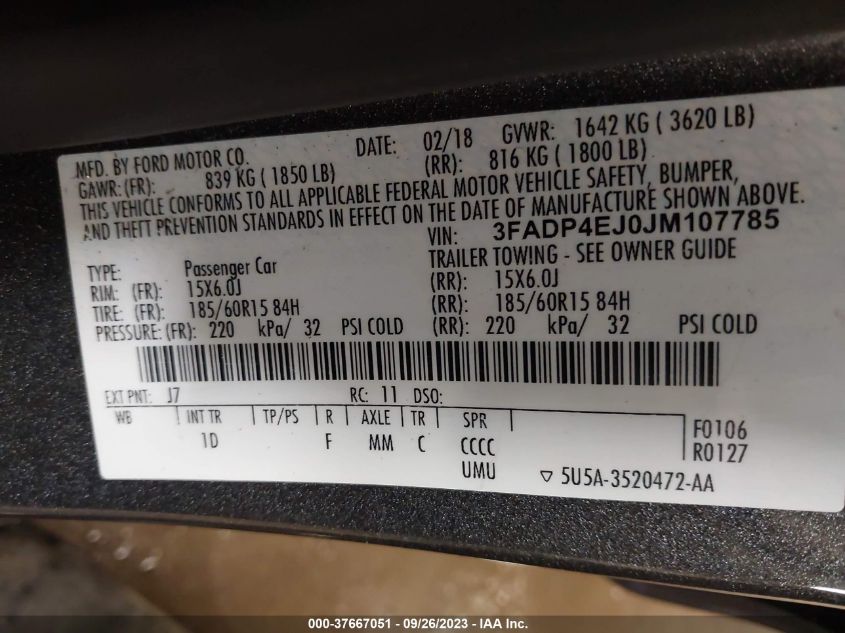 MFD. BY FORD MOTOR CO. DATE: 02/18 GVWR: 1642 KG ( 3620 LB)
GAWR:(FR): 839 KG ( 1850 LB) (RR): 816 KG ( 1800 LB)
THIS VEHICLE CONFORMS TO ALL APPLICABLE FEDERAL MOTOR VEHICLE SAFETY, BUMPER,
AND THEFT PREVENTION STANDARDS IN EFFECT ON THE DATE OF MANUFACTURE SHOWN ABOVE.
VIN: 3FADP4EJ0JM107785
TYPE: Passenger Car TRAILER TOWING - SEE OWNER GUIDE
RIM: (FR): 15X6.0J (RR): 15X6.0J
TIRE: (FR): 185/60R15 84H (RR): 185/60R15 84H
PRESSURE: (FR): 220 kPa/ 32 PSI COLD (RR): 220 kPa/ 32 PSI COLD
EXT PNT: J7 RC: 11 DSO:
WB INT TR TP/PS R AXLE TR SPR F0106
1D F MM C CCCC R0127
UMU ▽ 5U5A-3520472-AA
000-37667051 - 09/26/2023 - IAA Inc.